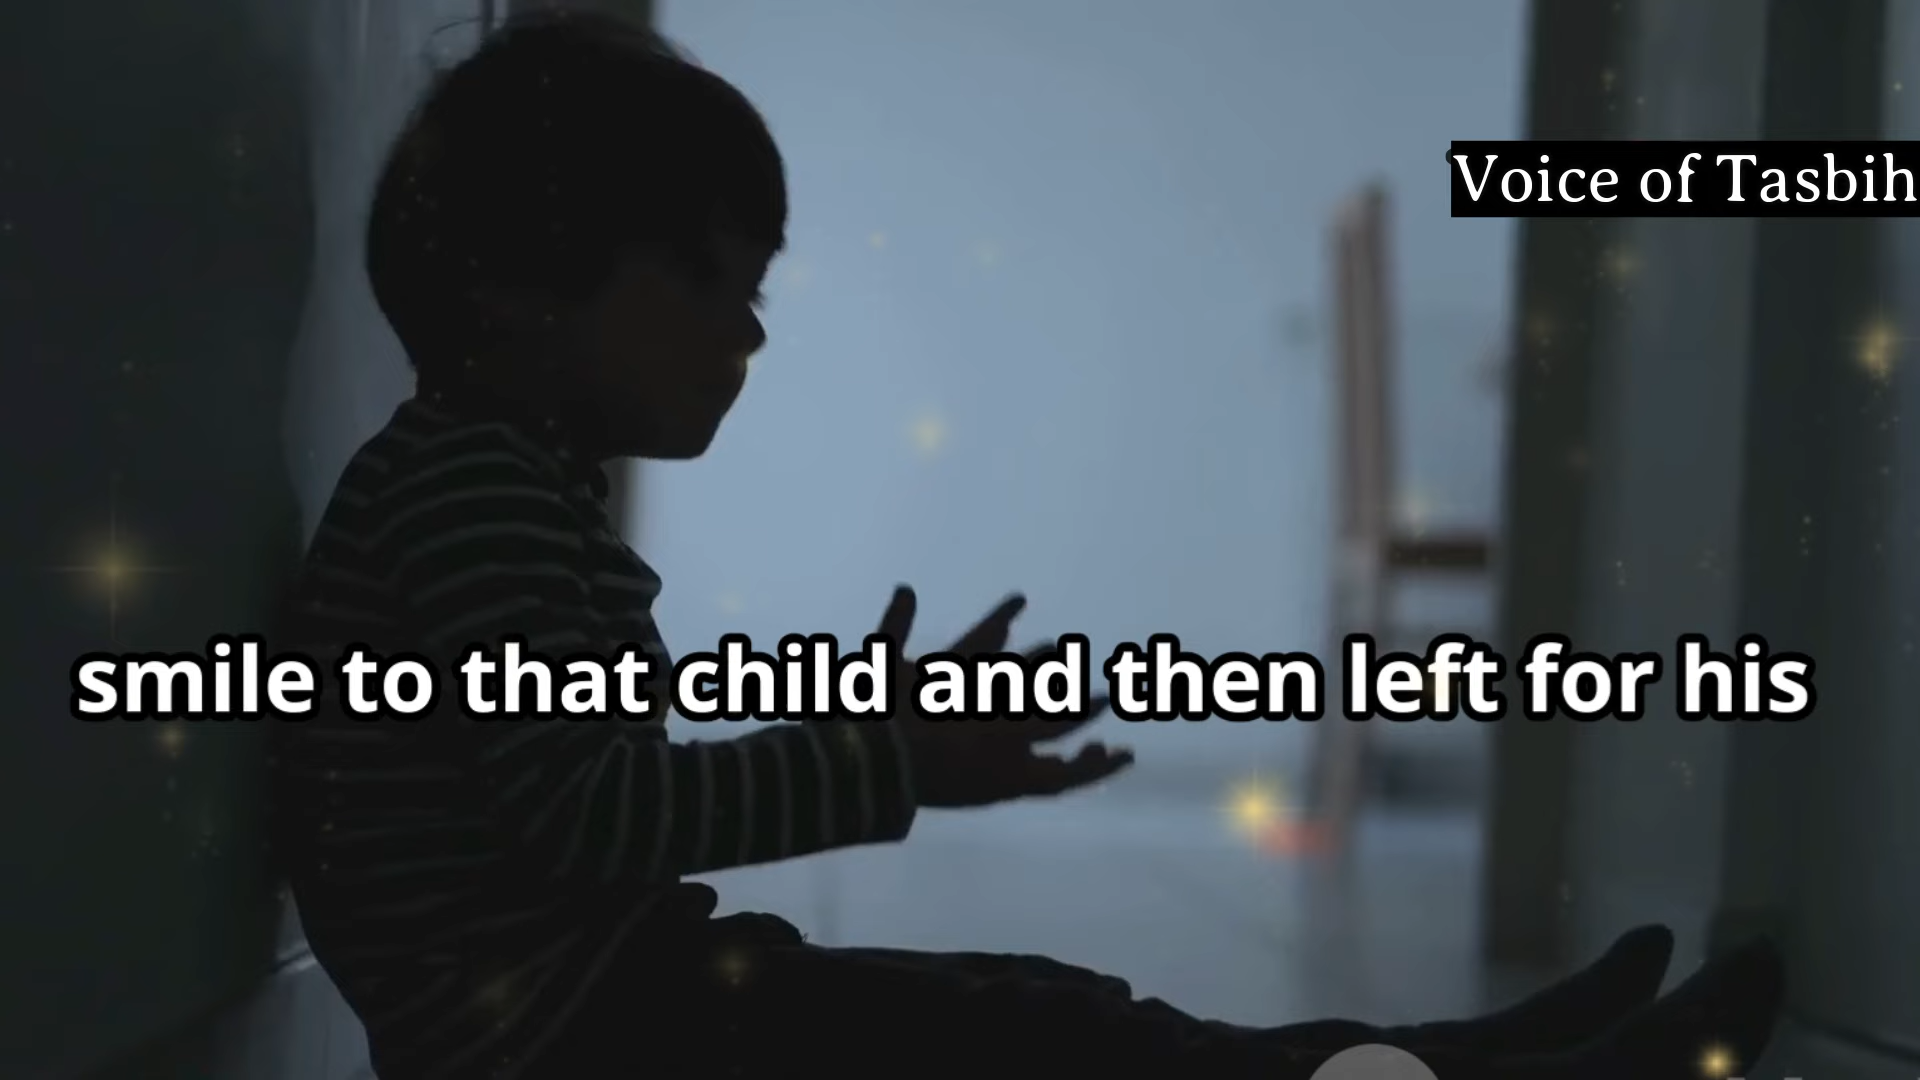 Voice of Tasbih
smile to that child and then left for his